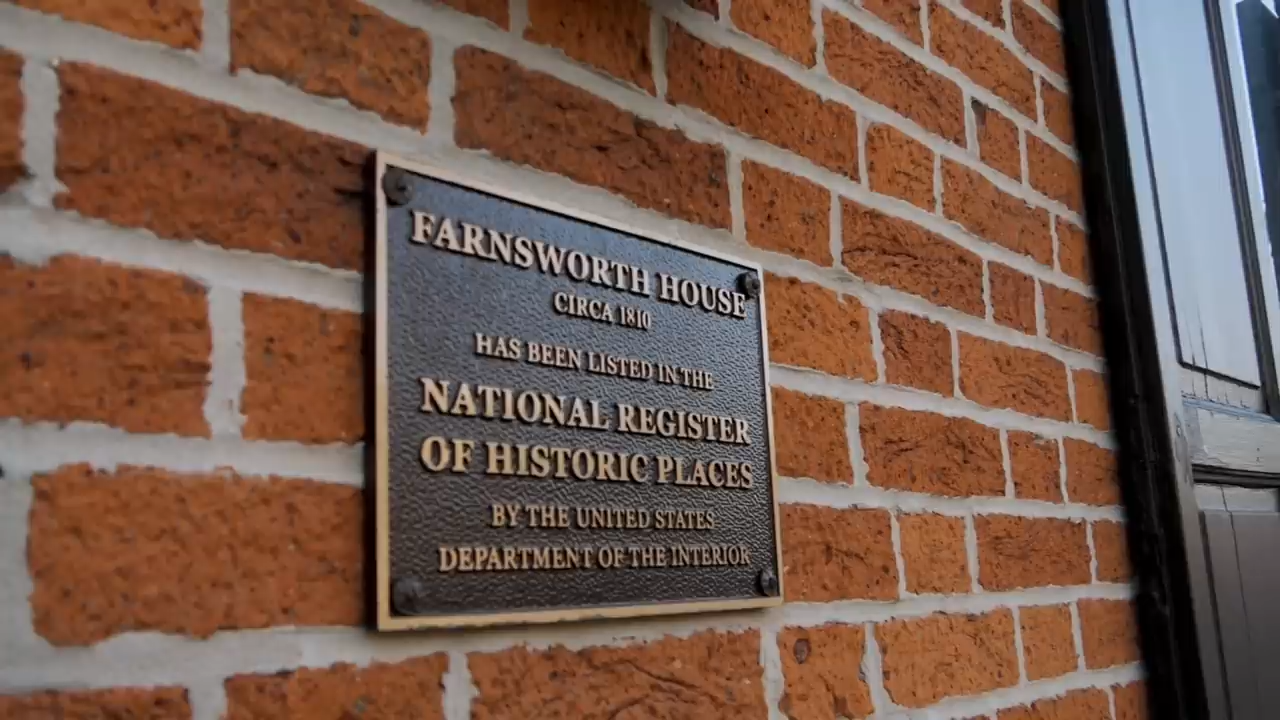 FARNSWORTH HOUSE
CIRCA 1810
HAS BEEN LISTED IN THE
NATIONAL REGISTER
OF HISTORIC PLACES
BY THE UNITED STATES
DEPARTMENT OF THE INTERIOR